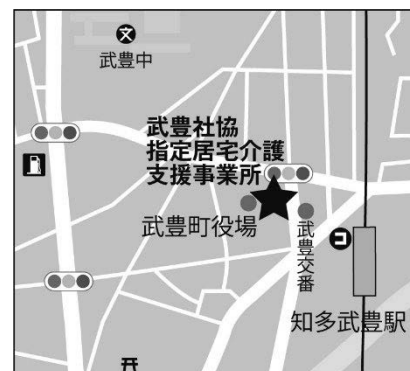 文
武豊中
武豊社協
指定居宅介護
支援事業所
武豊町役場
武豊交番
知多武豊駅